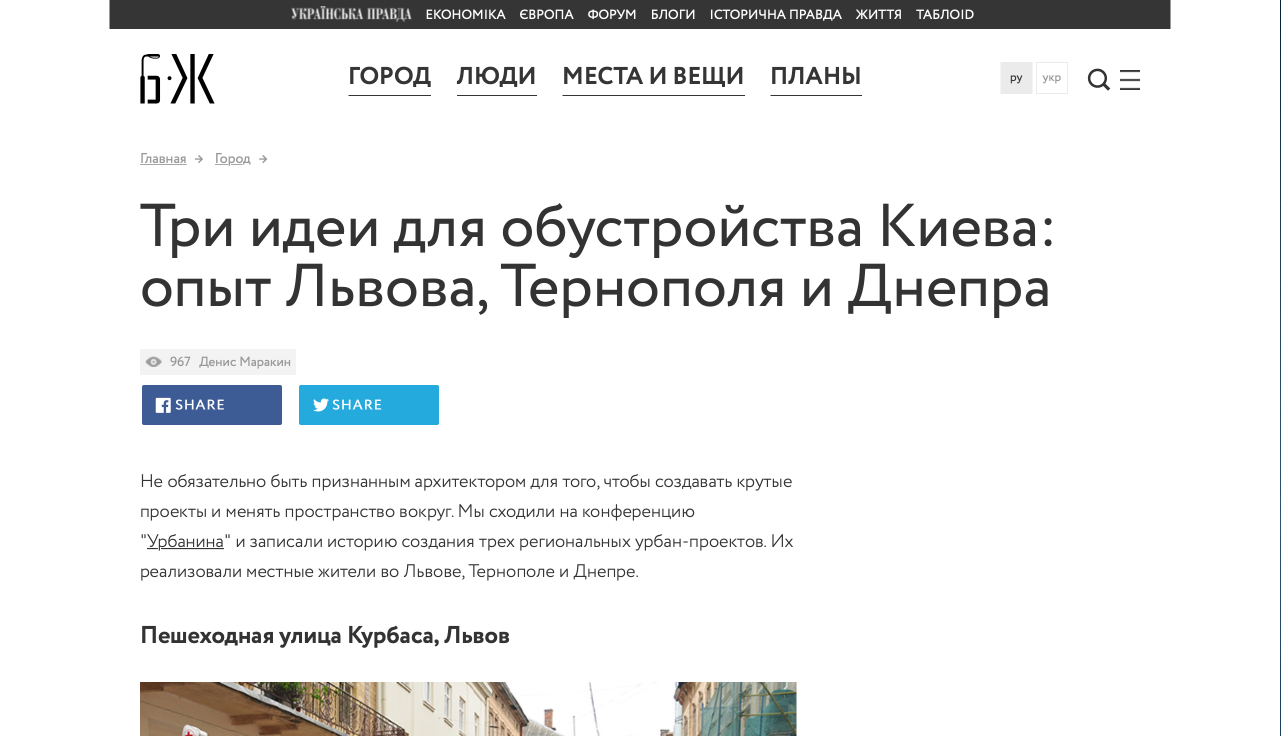 УКРАЇНСЬКА ПРАВДА ЕКОНОМІКА ЄВРОПА ФОРУМ БЛОГИ ІСТОРИЧНА ПРАВДА ЖИТТЯ ТАБЛОID
Б·Ж ГОРОД ЛЮДИ МЕСТА И ВЕЩИ ПЛАНЫ ру укр
Главная → Город →
Три идеи для обустройства Киева:
опыт Львова, Тернополя и Днепра
967 Денис Маракин
SHARE SHARE
Не обязательно быть признанным архитектором для того, чтобы создавать крутые
проекты и менять пространство вокруг. Мы сходили на конференцию
"Урбанина" и записали историю создания трех региональных урбан-проектов. Их
реализовали местные жители во Львове, Тернополе и Днепре.
Пешеходная улица Курбаса, Львов